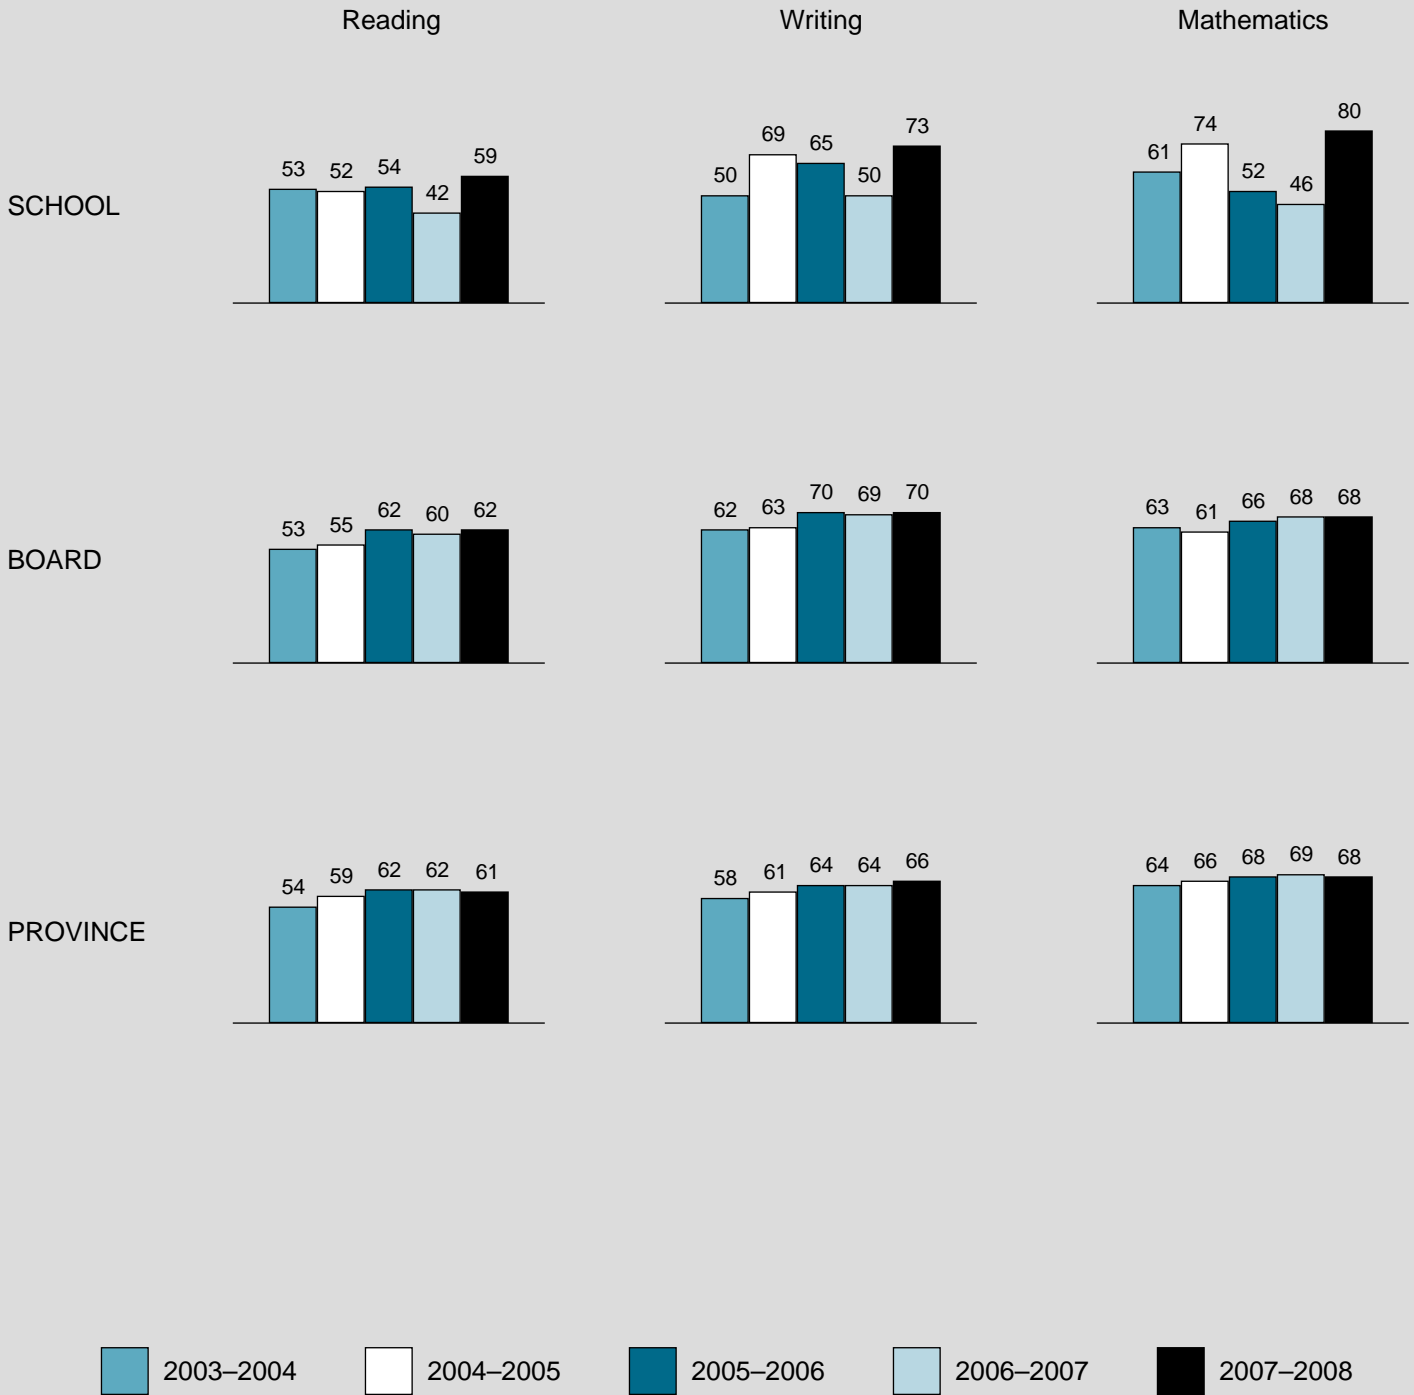 Reading Writing Mathematics
SCHOOL
53 52 54 42 59
50 69 65 50 73
61 74 52 46 80
BOARD
53 55 62 60 62
62 63 70 69 70
63 61 66 68 68
PROVINCE
54 59 62 62 61
58 61 64 64 66
64 66 68 69 68
2003–2004 2004–2005 2005–2006 2006–2007 2007–2008